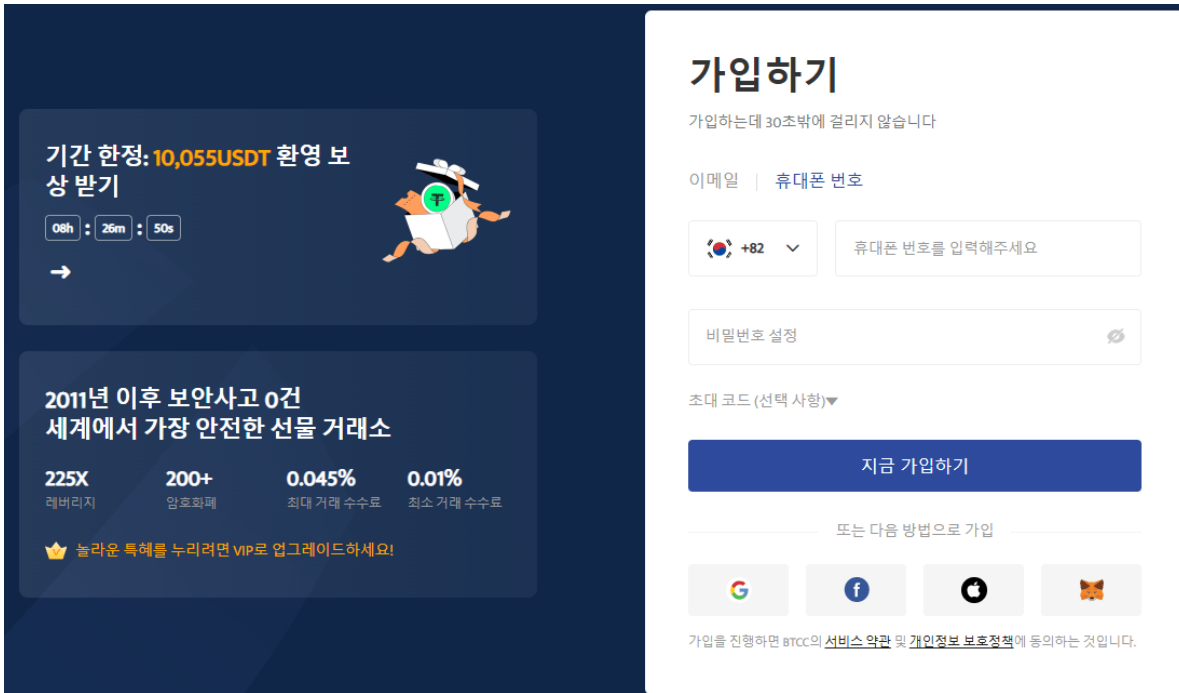 기간 한정: 10,055USDT 환영 보
상 받기
08h : 26m : 50s
2011년 이후 보안사고 0건
세계에서 가장 안전한 선물 거래소
225X 200+ 0.045% 0.01%
레버리지 암호화폐 최대 거래 수수료 최소 거래 수수료
놀라운 특혜를 누리려면 VIP로 업그레이드하세요!
가입하기
가입하는데 30초밖에 걸리지 않습니다
이메일 | 휴대폰 번호
+82 휴대폰 번호를 입력해주세요
비밀번호 설정
초대 코드 (선택 사항)▼
지금 가입하기
또는 다음 방법으로 가입
가입을 진행하면 BTCC의 서비스 약관 및 개인정보 보호정책에 동의하는 것입니다.